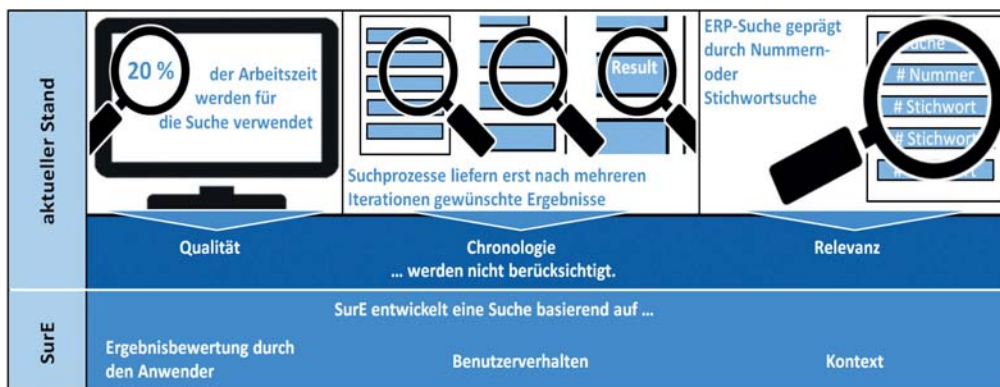 aktueller Stand
20 %
der Arbeitszeit
werden für
die Suche verwendet
Result
Suchprozesse liefern erst nach mehreren
Iterationen gewünschte Ergebnisse
ERP-Suche geprägt
durch Nummern-
oder
Stichwortsuche
# Nummer
# Stichwort
# Stichwort
Qualität
Chronologie
Relevanz
... werden nicht berücksichtigt.
SurE
SurE entwickelt eine Suche basierend auf ...
Ergebnisbewertung durch
den Anwender
Benutzerverhalten
Kontext